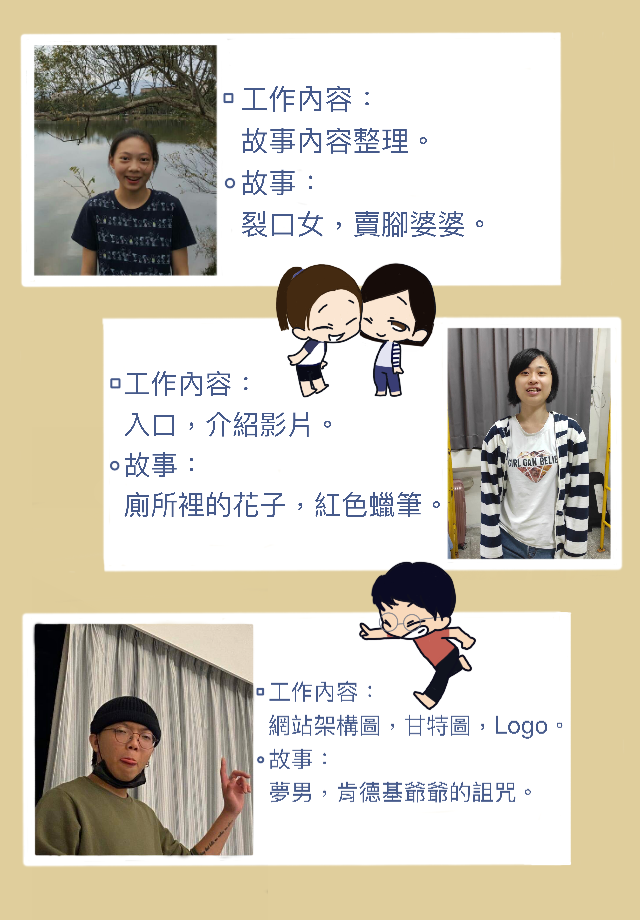 工作內容：
故事內容整理。
故事：
裂口女，賣腳婆婆。
工作內容：
入口，介紹影片。
故事：
廁所裡的花子，紅色蠟筆。
GIRL CAN BELIE
工作內容：
網站架構圖，甘特圖，Logo。
故事：
夢男，肯德基爺爺的詛咒。